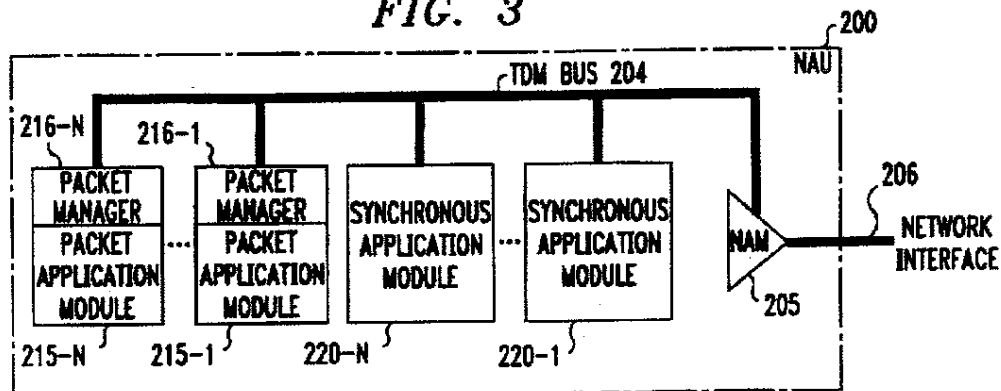 FIG. 3
200
NAU
TDM BUS 204
216-N
216-1
PACKET
MANAGER
PACKET
APPLICATION
MODULE
...
PACKET
MANAGER
PACKET
APPLICATION
MODULE
SYNCHRONOUS
APPLICATION
MODULE
...
SYNCHRONOUS
APPLICATION
MODULE
NAM
206
NETWORK
INTERFACE
205
215-N
215-1
220-N
220-1